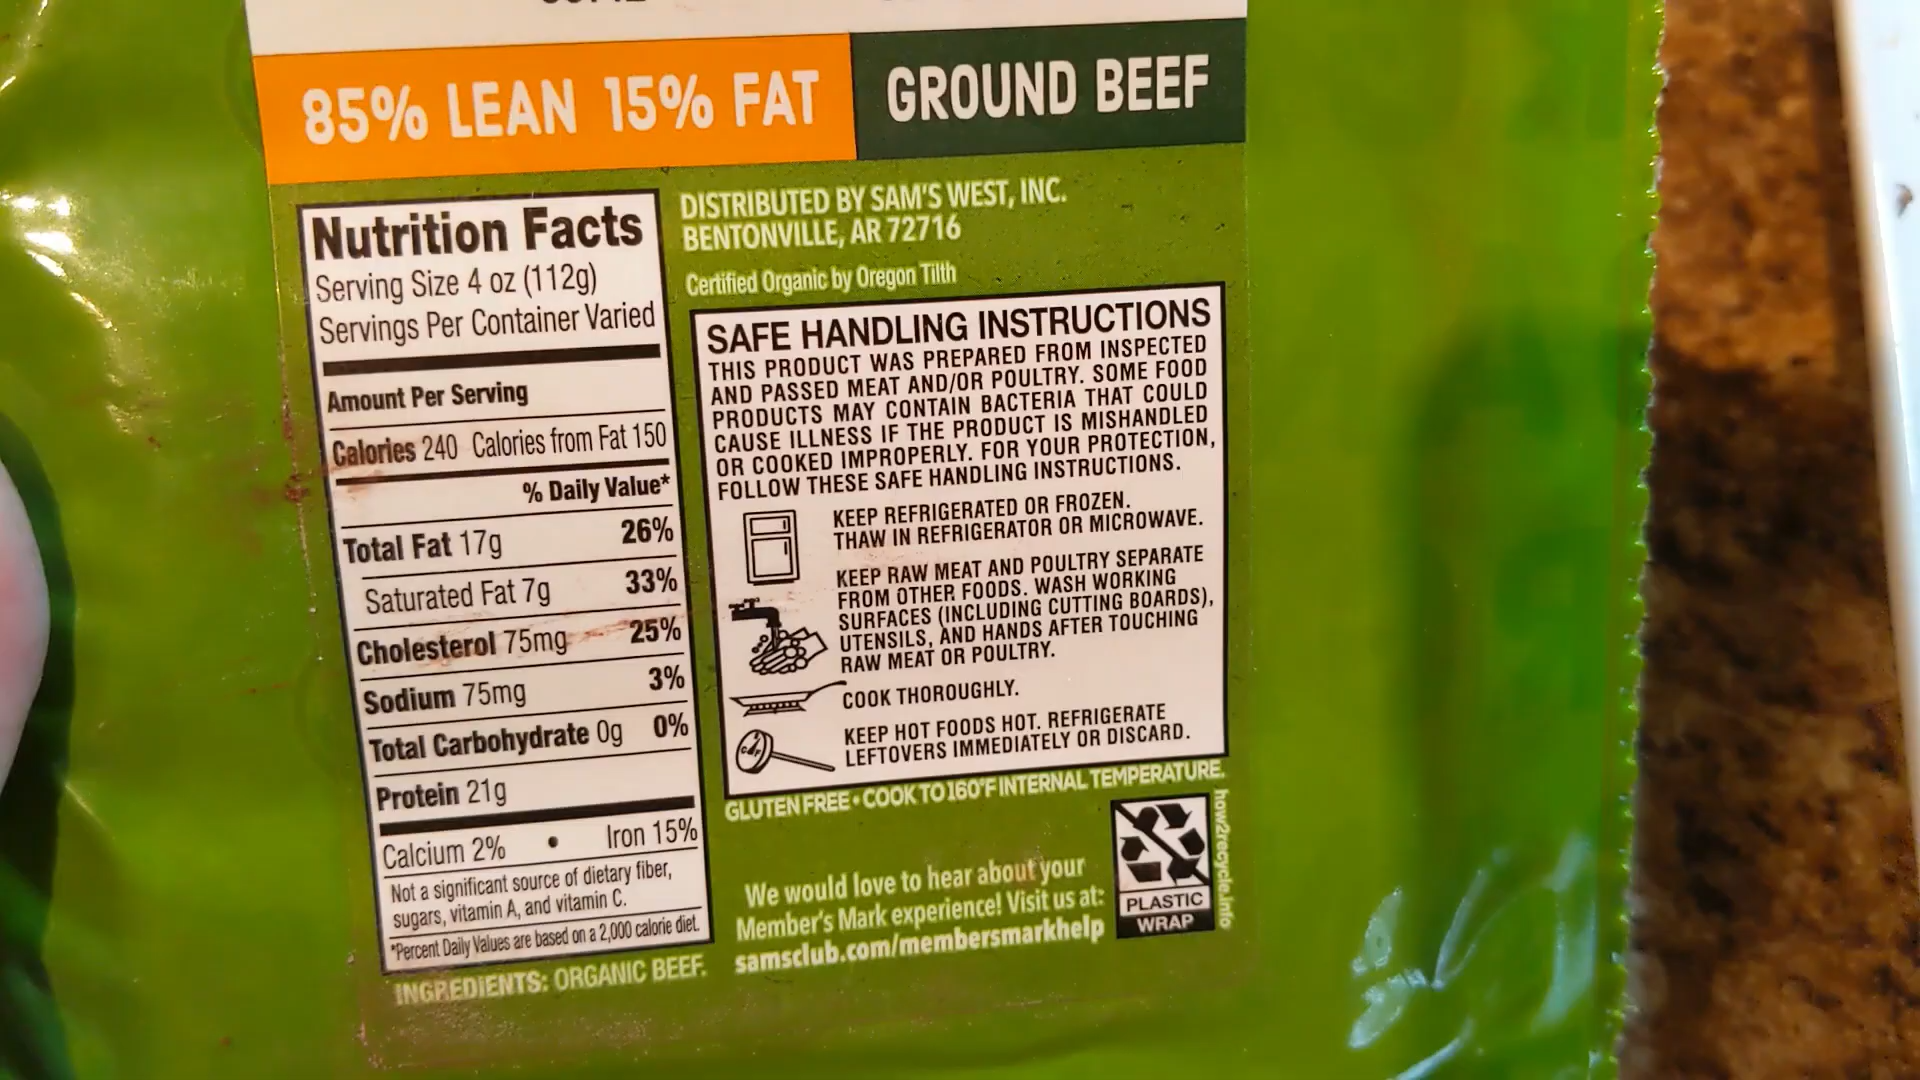 85% LEAN 15% FAT
GROUND BEEF
Nutrition Facts
Serving Size 4 oz (112g)
Servings Per Container Varied
Amount Per Serving
Calories 240 Calories from Fat 150
% Daily Value*
Total Fat 17g 26%
Saturated Fat 7g 33%
Cholesterol 75mg 25%
Sodium 75mg 3%
Total Carbohydrate 0g 0%
Protein 21g
Calcium 2% • Iron 15%
Not a significant source of dietary fiber,
sugars, vitamin A, and vitamin C.
*Percent Daily Values are based on a 2,000 calorie diet.
INGREDIENTS: ORGANIC BEEF.
DISTRIBUTED BY SAM'S WEST, INC.
BENTONVILLE, AR 72716
Certified Organic by Oregon Tilth
SAFE HANDLING INSTRUCTIONS
THIS PRODUCT WAS PREPARED FROM INSPECTED
AND PASSED MEAT AND/OR POULTRY. SOME FOOD
PRODUCTS MAY CONTAIN BACTERIA THAT COULD
CAUSE ILLNESS IF THE PRODUCT IS MISHANDLED
OR COOKED IMPROPERLY. FOR YOUR PROTECTION,
FOLLOW THESE SAFE HANDLING INSTRUCTIONS.
KEEP REFRIGERATED OR FROZEN.
THAW IN REFRIGERATOR OR MICROWAVE.
KEEP RAW MEAT AND POULTRY SEPARATE
FROM OTHER FOODS. WASH WORKING
SURFACES (INCLUDING CUTTING BOARDS),
UTENSILS, AND HANDS AFTER TOUCHING
RAW MEAT OR POULTRY.
COOK THOROUGHLY.
KEEP HOT FOODS HOT. REFRIGERATE
LEFTOVERS IMMEDIATELY OR DISCARD.
GLUTEN FREE • COOK TO 160°F INTERNAL TEMPERATURE.
We would love to hear about your
Member's Mark experience! Visit us at:
samsclub.com/membersmarkhelp
PLASTIC
WRAP
how2recycle.info